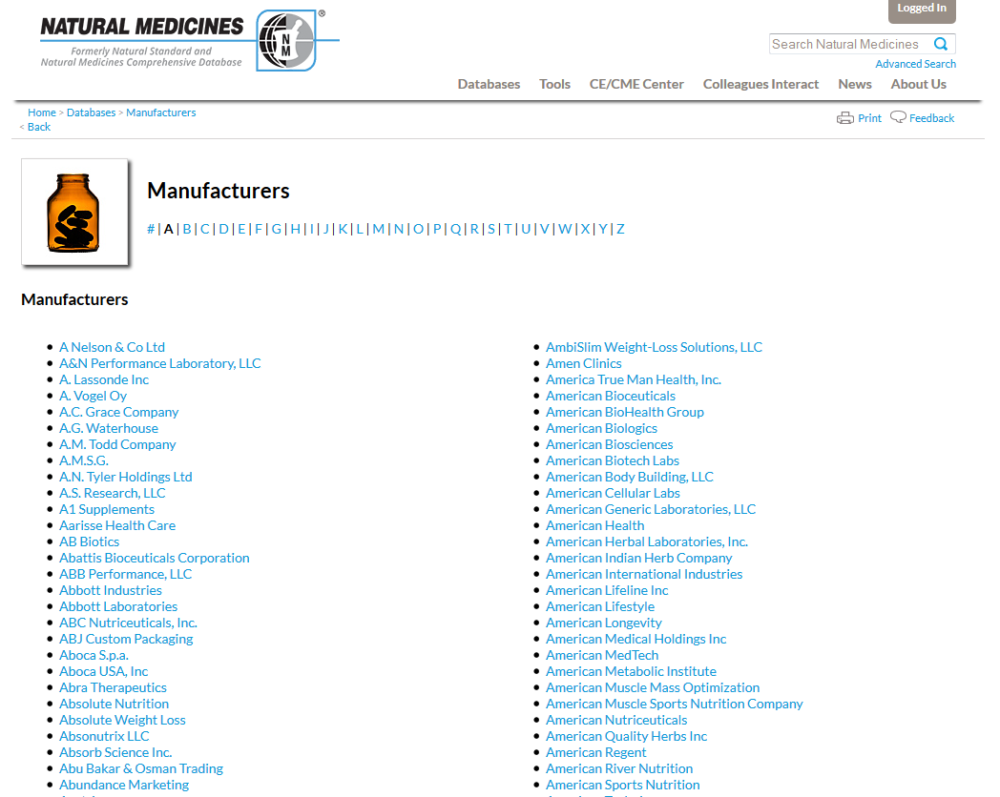 Logged In
NATURAL MEDICINES
®
N
M
Formerly Natural Standard and
Natural Medicines Comprehensive Database
Search Natural Medicines
Advanced Search
Databases Tools CE/CME Center Colleagues Interact News About Us
Home > Databases > Manufacturers
< Back
Print Feedback
Manufacturers
# | A | B | C | D | E | F | G | H | I | J | K | L | M | N | O | P | Q | R | S | T | U | V | W | X | Y | Z
Manufacturers
A Nelson & Co Ltd
A&N Performance Laboratory, LLC
A. Lassonde Inc
A. Vogel Oy
A.C. Grace Company
A.G. Waterhouse
A.M. Todd Company
A.M.S.G.
A.N. Tyler Holdings Ltd
A.S. Research, LLC
A1 Supplements
Aarisse Health Care
AB Biotics
Abattis Bioceuticals Corporation
ABB Performance, LLC
Abbott Industries
Abbott Laboratories
ABC Nutriceuticals, Inc.
ABJ Custom Packaging
Aboca S.p.a.
Aboca USA, Inc
Abra Therapeutics
Absolute Nutrition
Absolute Weight Loss
Absonutrix LLC
Absorb Science Inc.
Abu Bakar & Osman Trading
Abundance Marketing
AmbiSlim Weight-Loss Solutions, LLC
Amen Clinics
America True Man Health, Inc.
American Bioceuticals
American BioHealth Group
American Biologics
American Biosciences
American Biotech Labs
American Body Building, LLC
American Cellular Labs
American Generic Laboratories, LLC
American Health
American Herbal Laboratories, Inc.
American Indian Herb Company
American International Industries
American Lifeline Inc
American Lifestyle
American Longevity
American Medical Holdings Inc
American MedTech
American Metabolic Institute
American Muscle Mass Optimization
American Muscle Sports Nutrition Company
American Nutriceuticals
American Quality Herbs Inc
American Regent
American River Nutrition
American Sports Nutrition